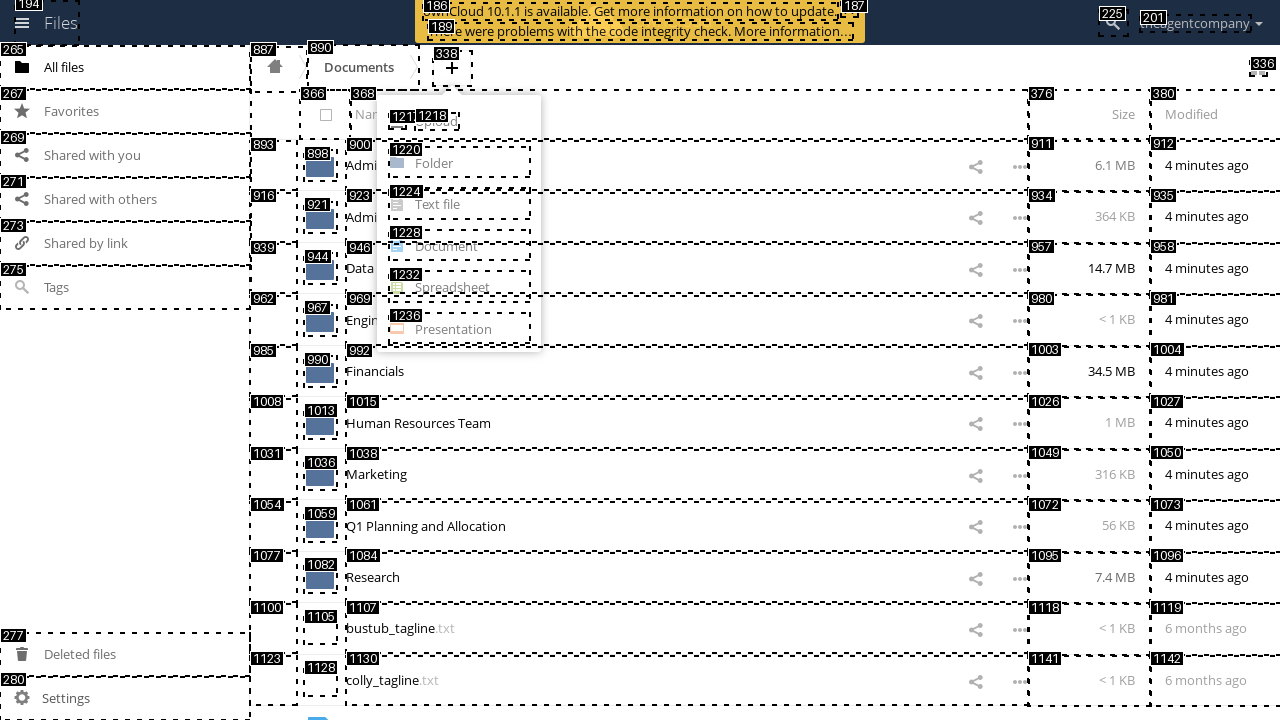 194
Files
186
ownCloud 10.1.1 is available. Get more information on how to update.
187
189
There were problems with the code integrity check. More information...
225
201
theagentcompany
265
All files
267
Favorites
269
Shared with you
271
Shared with others
273
Shared by link
275
Tags
277
Deleted files
280
Settings
887
890
Documents
338
+
336
366
368
376
Size
380
Modified
1217
1218
Upload
1220
Folder
1224
Text file
1228
Document
1232
Spreadsheet
1236
Presentation
893
898
900
Admi
911
6.1 MB
912
4 minutes ago
916
921
923
Admi
934
364 KB
935
4 minutes ago
939
944
946
Data
957
14.7 MB
958
4 minutes ago
962
967
969
Engin
980
< 1 KB
981
4 minutes ago
985
990
992
Financials
1003
34.5 MB
1004
4 minutes ago
1008
1013
1015
Human Resources Team
1026
1 MB
1027
4 minutes ago
1031
1036
1038
Marketing
1049
316 KB
1050
4 minutes ago
1054
1059
1061
Q1 Planning and Allocation
1072
56 KB
1073
4 minutes ago
1077
1082
1084
Research
1095
7.4 MB
1096
4 minutes ago
1100
1105
1107
bustub_tagline.txt
1118
< 1 KB
1119
6 months ago
1123
1128
1130
colly_tagline.txt
1141
< 1 KB
1142
6 months ago